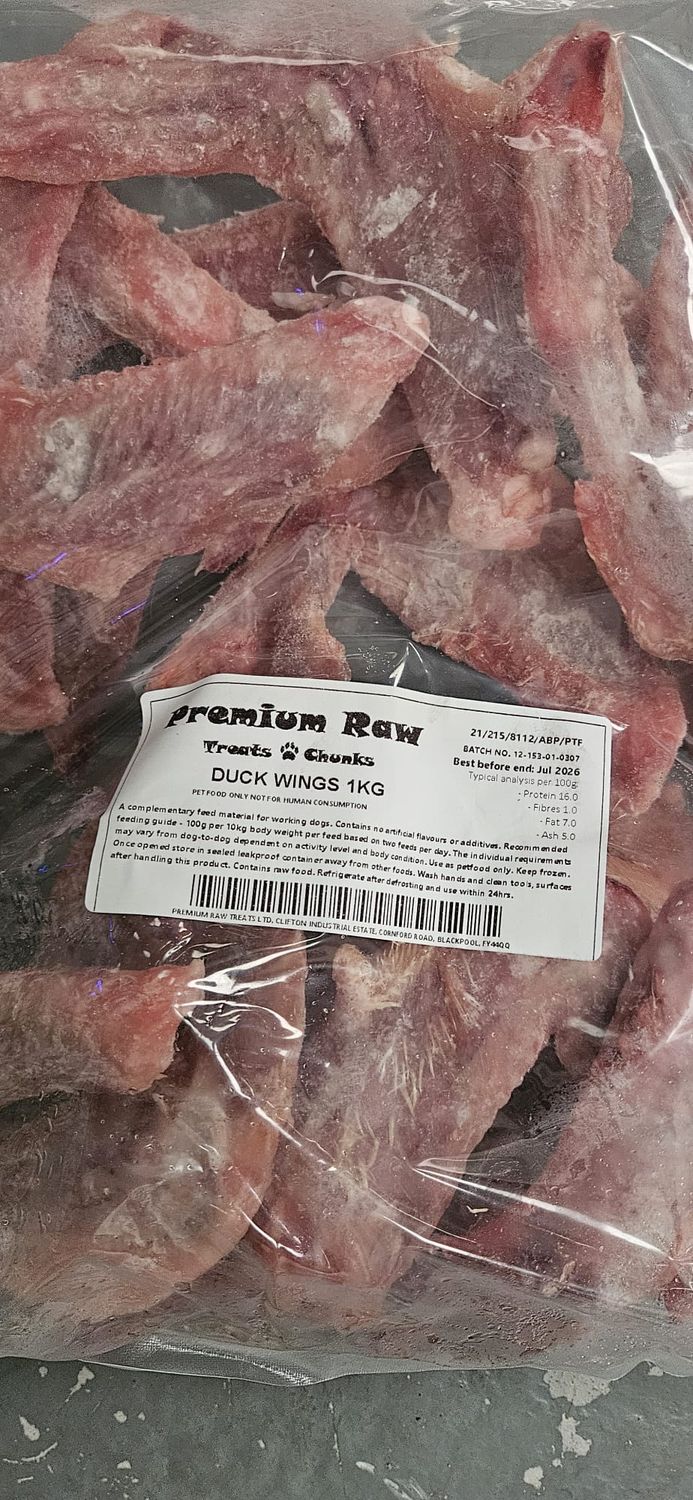 Premium Raw
Treats Chunks
DUCK WINGS 1KG
PET FOOD ONLY NOT FOR HUMAN CONSUMPTION
21/215/8112/ABP/PTF
BATCH NO. 12-153-01-0307
Best before end: Jul 2026
Typical analysis per 100g:
- Protein 16.0
- Fibres 1.0
- Fat 7.0
- Ash 5.0
A complementary feed material for working dogs. Contains no artificial flavours or additives. Recommended
feeding guide - 100g per 10kg body weight per feed based on two feeds per day. The individual requirements
may vary from dog-to-dog dependent on activity level and body condition. Use as petfood only. Keep frozen.
Once opened store in sealed leakproof container away from other foods. Wash hands and clean tools, surfaces
after handling this product. Contains raw food. Refrigerate after defrosting and use within 24hrs.
PREMIUM RAW TREATS LTD, CLIFTON INDUSTRIAL ESTATE, CORNFORD ROAD, BLACKPOOL, FY44QQ